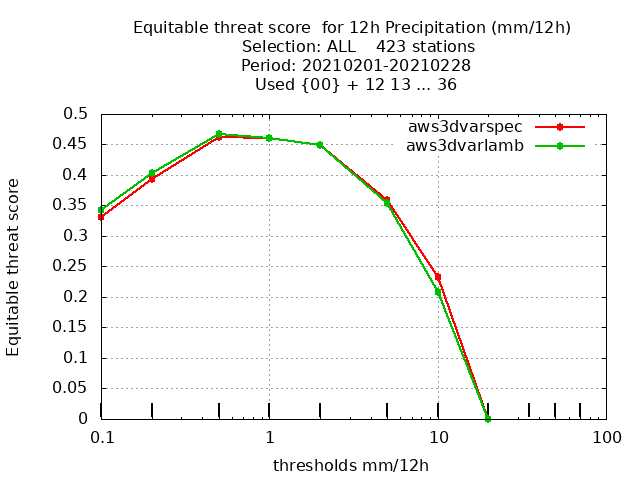 Equitable threat score  for 12h Precipitation (mm/12h)
Selection: ALL    423 stations
Period: 20210201-20210228
Used {00} + 12 13 ... 36
aws3dvarspec
aws3dvarlamb
Equitable threat score
0.5
0.45
0.4
0.35
0.3
0.25
0.2
0.15
0.1
0.05
0
0.1 1 10 100
thresholds mm/12h